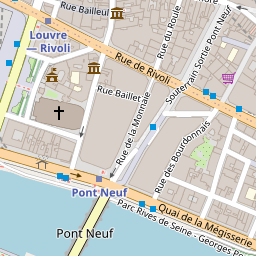 Rue Bailleul
Rue du Roule
Louvre
— Rivoli
Rue de Rivoli
Souterrain Sortie Pont Neuf
Rue Baillet
Rue de la Monnaie
Rue des Bourdonnais
Pont Neuf
Quai de la Mégisserie
Parc Rives de Seine - Georges Po
Pont Neuf